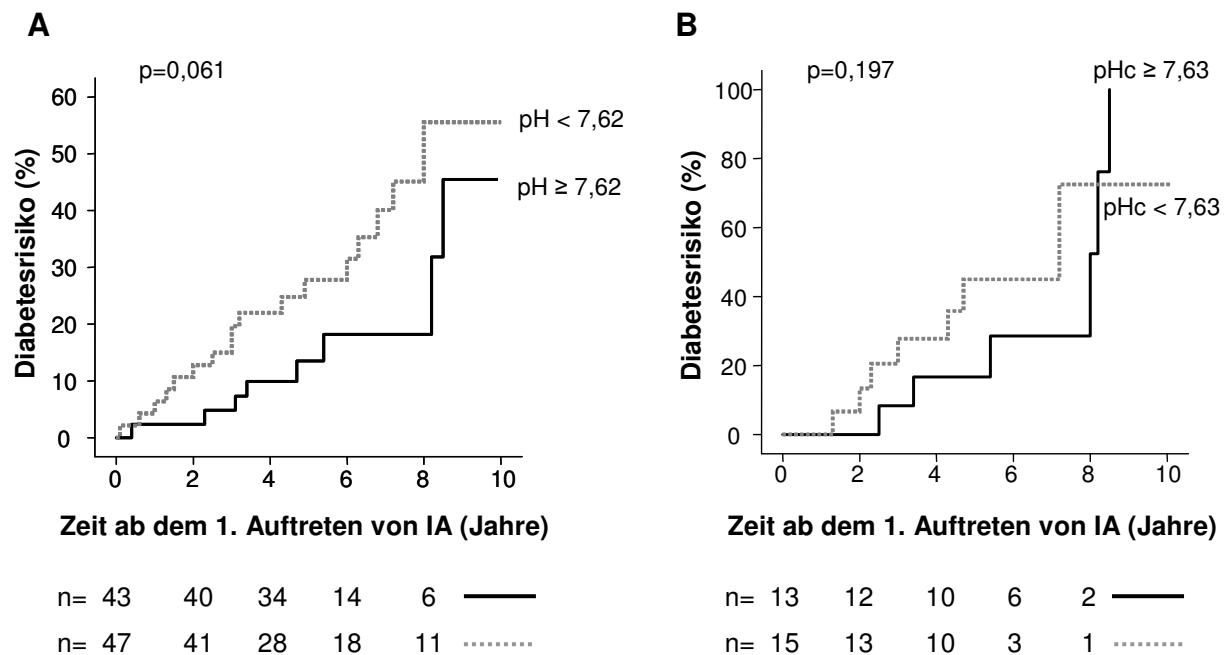 A
p=0,061
Diabetesrisiko (%)
60
50
40
30
20
10
0
pH < 7,62
pH ≥ 7,62
0 2 4 6 8 10
Zeit ab dem 1. Auftreten von IA (Jahre)
n= 43 40 34 14 6
n= 47 41 28 18 11
B
p=0,197
Diabetesrisiko (%)
100
80
60
40
20
0
pHc ≥ 7,63
pHc < 7,63
0 2 4 6 8 10
Zeit ab dem 1. Auftreten von IA (Jahre)
n= 13 12 10 6 2
n= 15 13 10 3 1